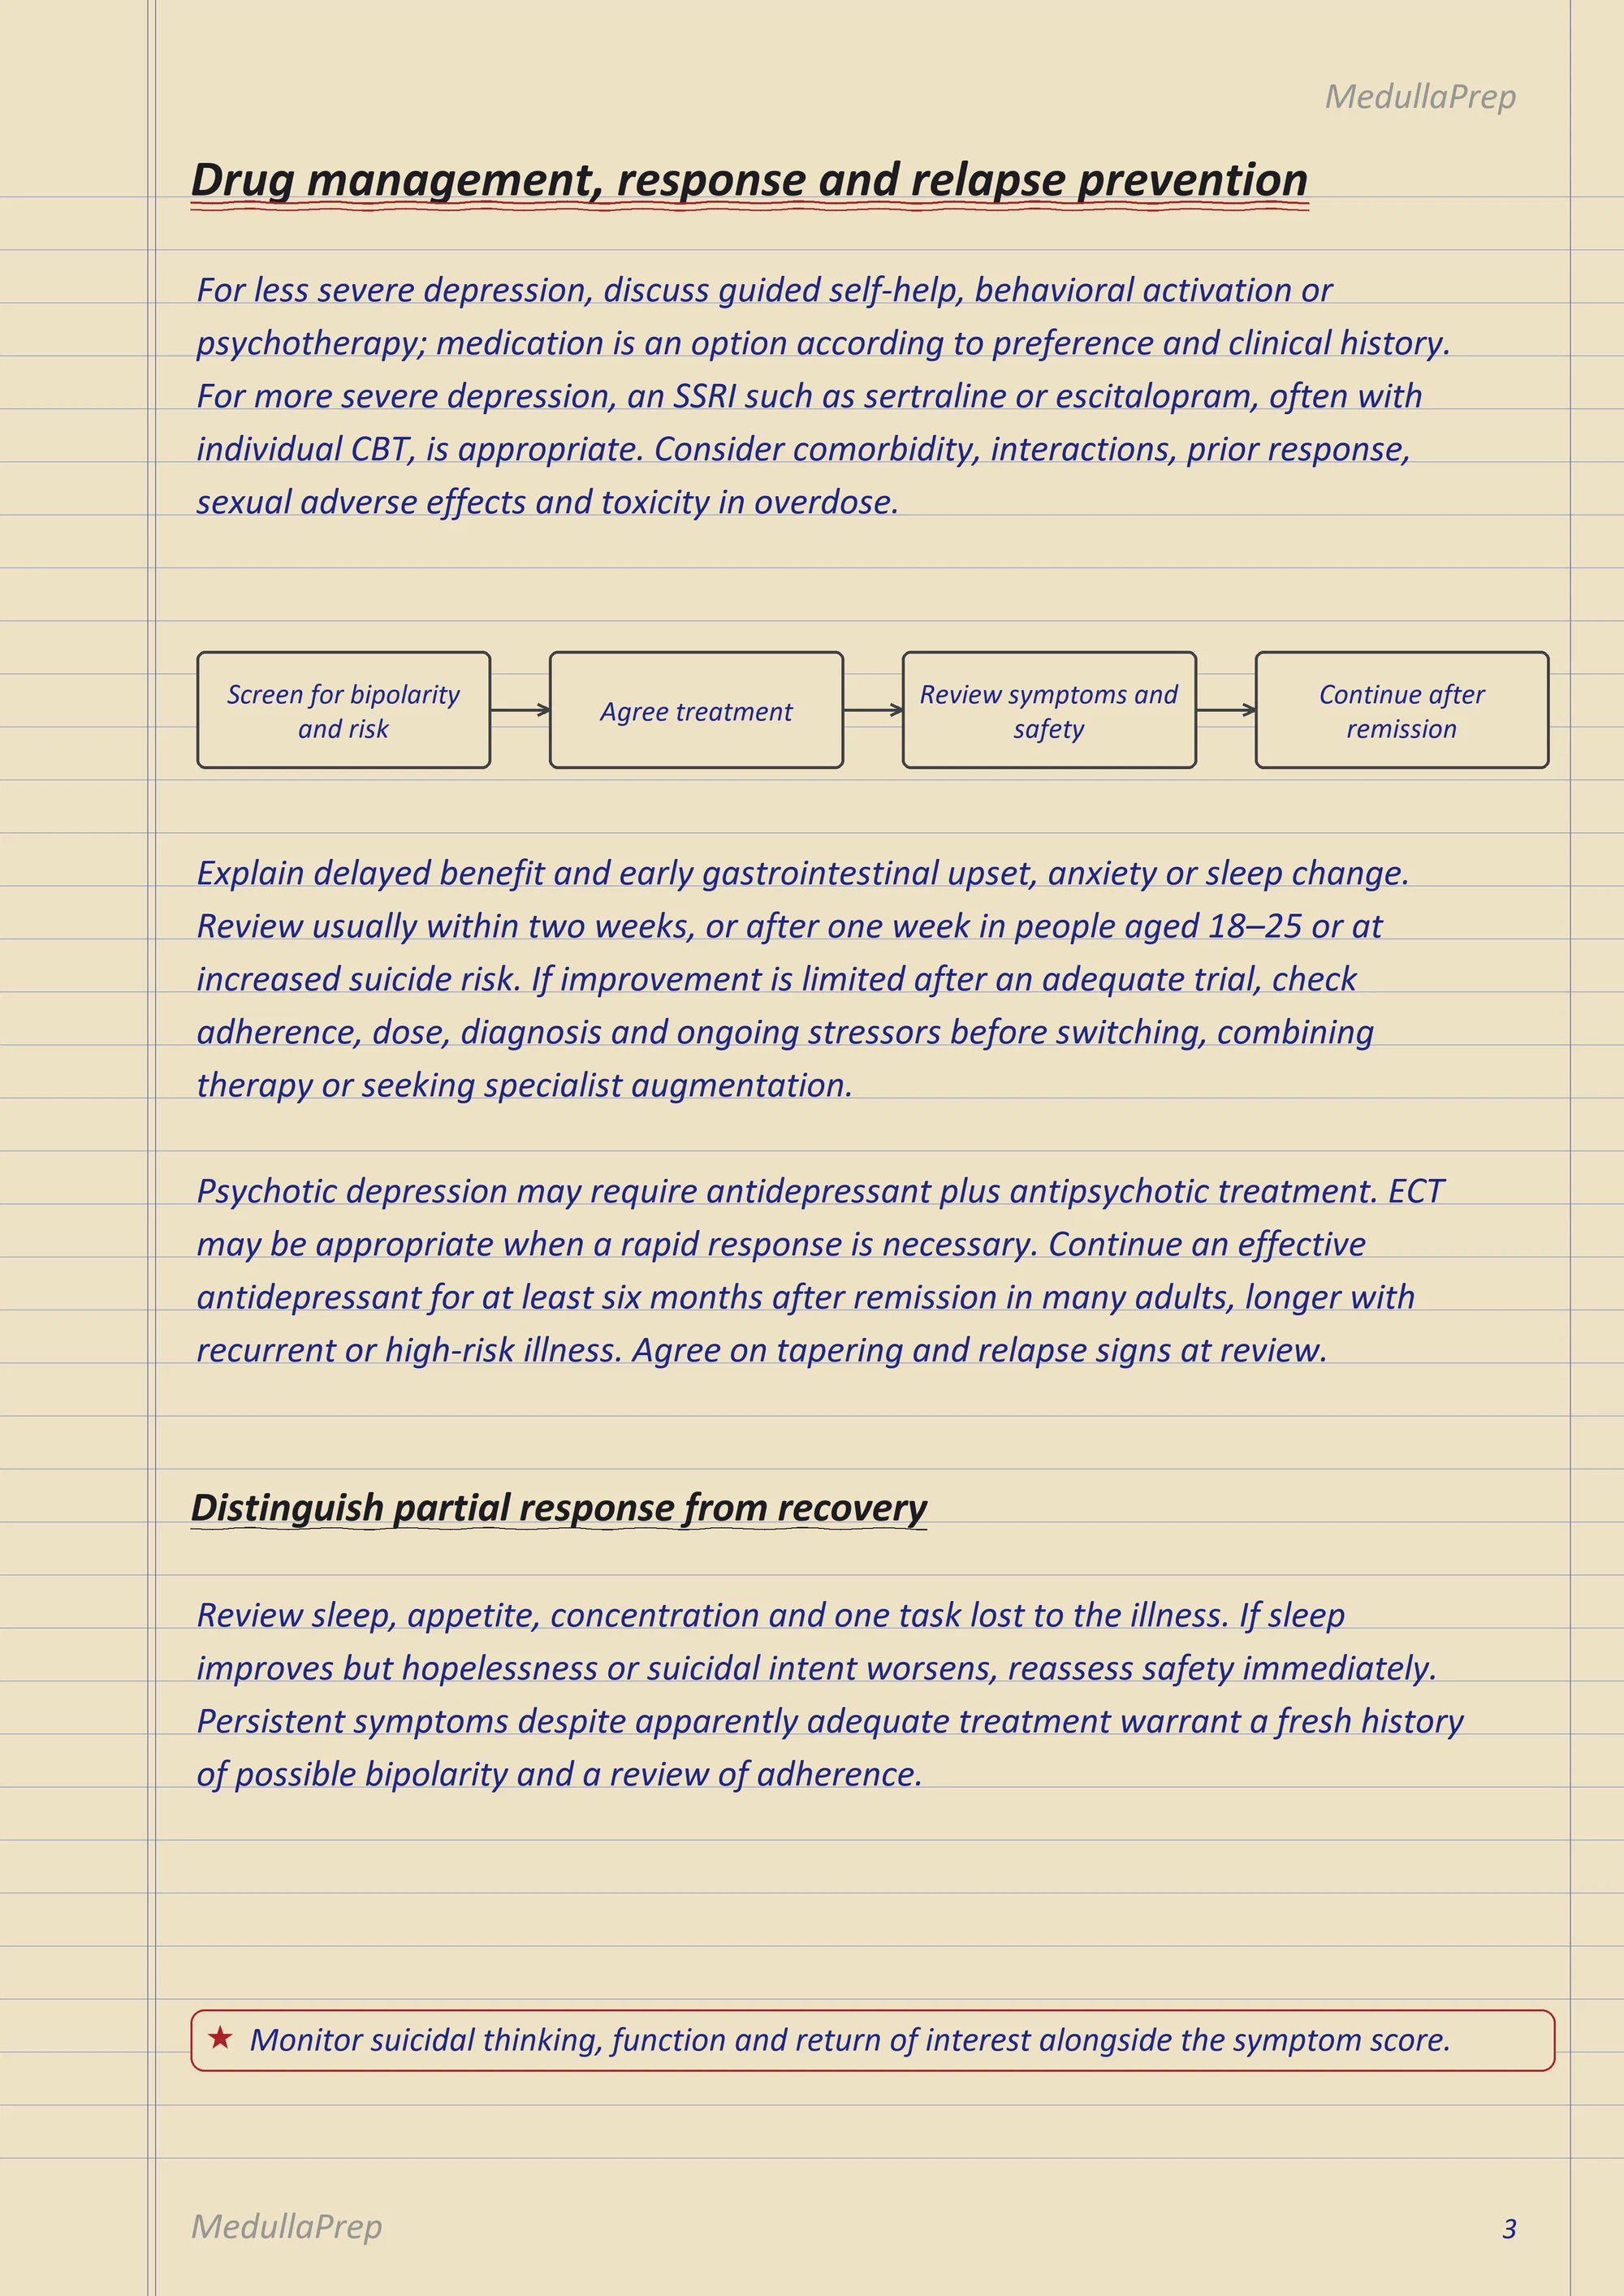 MedullaPrep
Drug management, response and relapse prevention
For less severe depression, discuss guided self-help, behavioral activation or
psychotherapy; medication is an option according to preference and clinical history.
For more severe depression, an SSRI such as sertraline or escitalopram, often with
individual CBT, is appropriate. Consider comorbidity, interactions, prior response,
sexual adverse effects and toxicity in overdose.
Screen for bipolarity
and risk
Agree treatment
Review symptoms and
safety
Continue after
remission
Explain delayed benefit and early gastrointestinal upset, anxiety or sleep change.
Review usually within two weeks, or after one week in people aged 18–25 or at
increased suicide risk. If improvement is limited after an adequate trial, check
adherence, dose, diagnosis and ongoing stressors before switching, combining
therapy or seeking specialist augmentation.
Psychotic depression may require antidepressant plus antipsychotic treatment. ECT
may be appropriate when a rapid response is necessary. Continue an effective
antidepressant for at least six months after remission in many adults, longer with
recurrent or high-risk illness. Agree on tapering and relapse signs at review.
Distinguish partial response from recovery
Review sleep, appetite, concentration and one task lost to the illness. If sleep
improves but hopelessness or suicidal intent worsens, reassess safety immediately.
Persistent symptoms despite apparently adequate treatment warrant a fresh history
of possible bipolarity and a review of adherence.
★ Monitor suicidal thinking, function and return of interest alongside the symptom score.
MedullaPrep
3